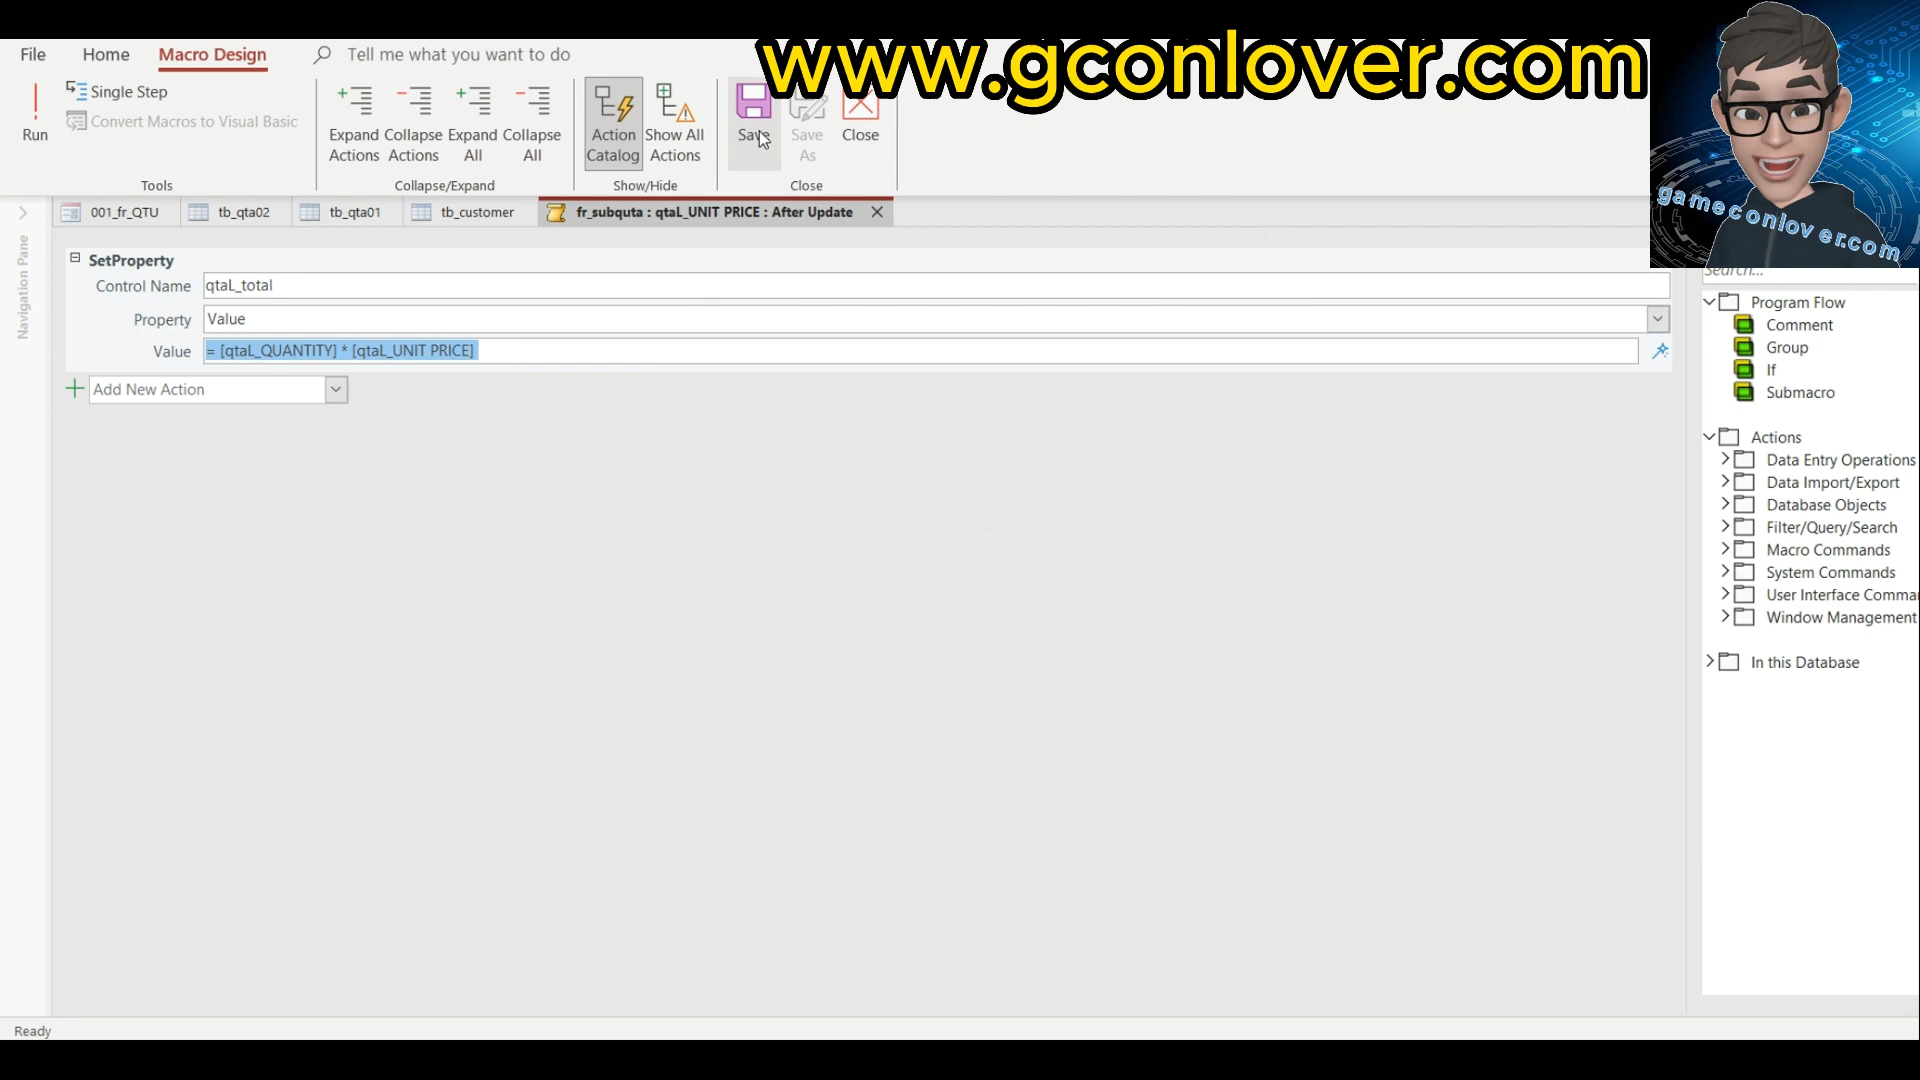 www.gconlover.com
File Home Macro Design Tell me what you want to do
Run
Single Step
Convert Macros to Visual Basic
Tools
Expand Actions
Collapse Actions
Expand All
Collapse All
Collapse/Expand
Action Catalog
Show All Actions
Show/Hide
Save
Save As
Close
Close
gameconlover.com
001_fr_QTU tb_qta02 tb_qta01 tb_customer fr_subquta : qtaL_UNIT PRICE : After Update
Navigation Pane
SetProperty
Control Name qtaL_total
Property Value
Value = [qtaL_QUANTITY] * [qtaL_UNIT PRICE]
Add New Action
Search...
Program Flow
Comment
Group
If
Submacro
Actions
Data Entry Operations
Data Import/Export
Database Objects
Filter/Query/Search
Macro Commands
System Commands
User Interface Comma
Window Management
In this Database
Ready